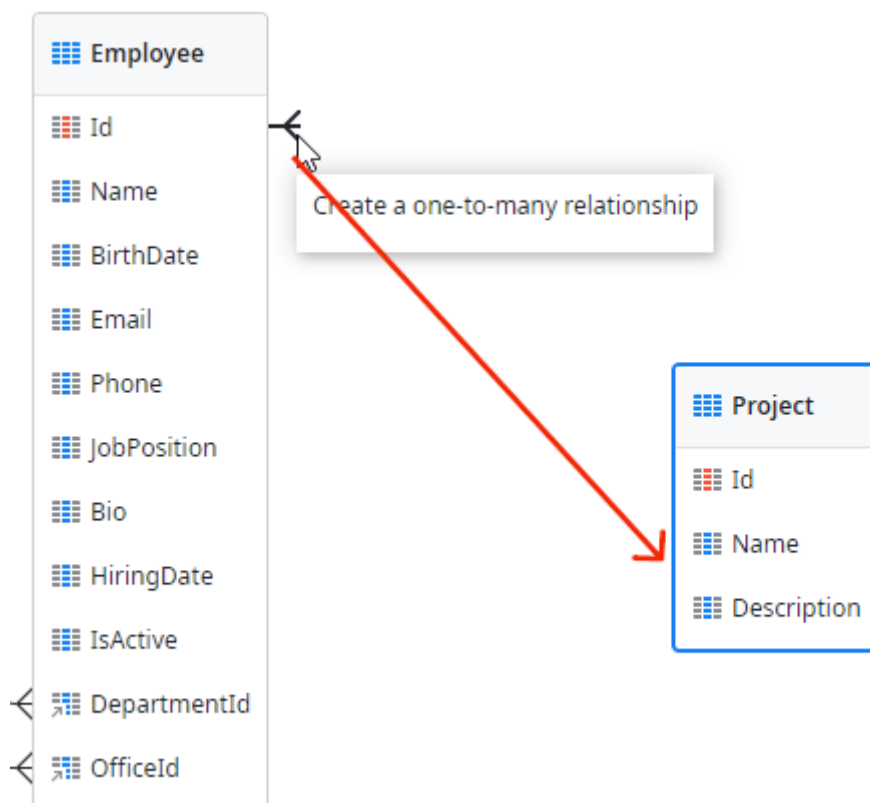 Employee
Id
Name
BirthDate
Email
Phone
JobPosition
Bio
HiringDate
IsActive
DepartmentId
OfficeId
Create a one-to-many relationship
Project
Id
Name
Description